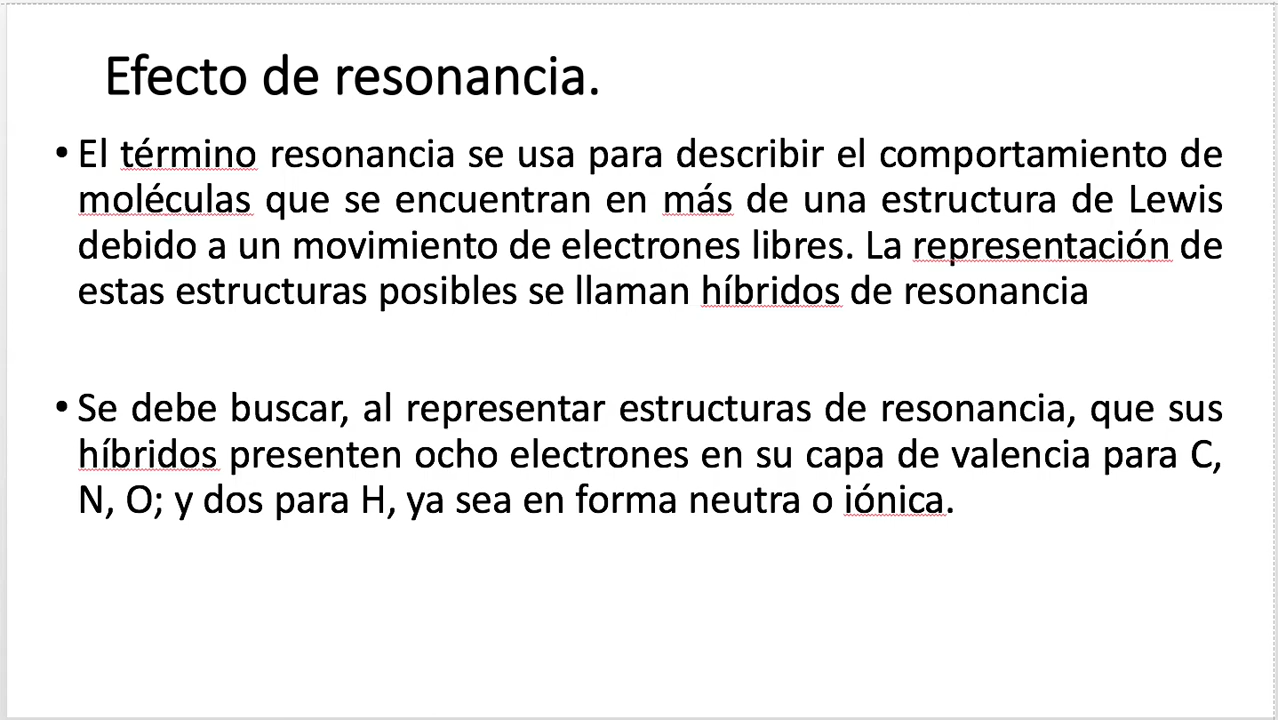 Efecto de resonancia.
• El término resonancia se usa para describir el comportamiento de
moléculas que se encuentran en más de una estructura de Lewis
debido a un movimiento de electrones libres. La representación de
estas estructuras posibles se llaman híbridos de resonancia
• Se debe buscar, al representar estructuras de resonancia, que sus
híbridos presenten ocho electrones en su capa de valencia para C,
N, O; y dos para H, ya sea en forma neutra o iónica.